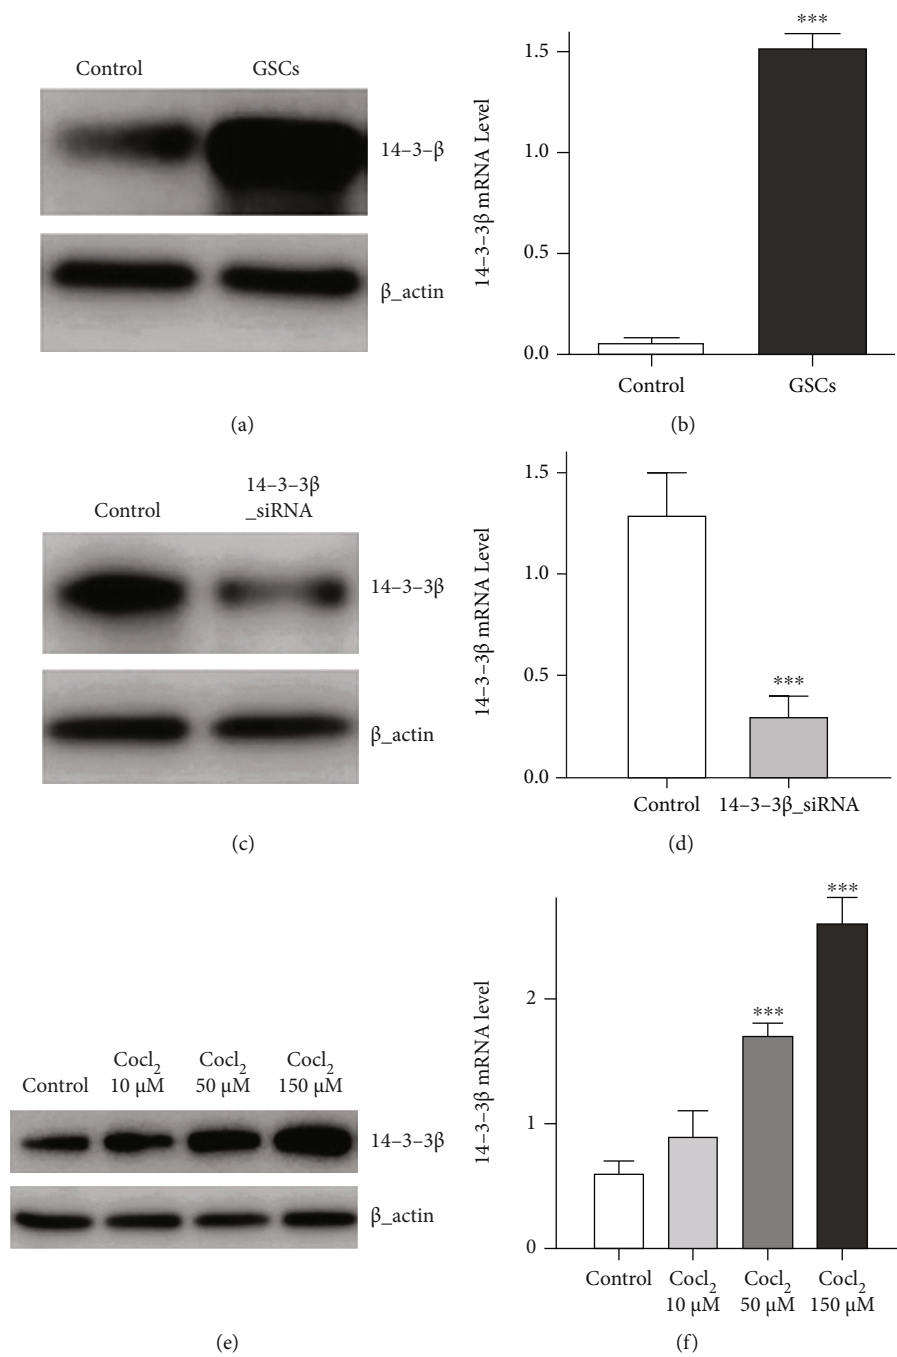 Control GSCs
14–3–β
β_actin
(a)
***
14–3–3β mRNA Level
1.5
1.0
0.5
0.0
Control GSCs
(b)
Control 14–3–3β
_siRNA
14–3–3β
β_actin
(c)
14–3–3β mRNA Level
1.5
1.0
0.5
0.0
***
Control 14–3–3β_siRNA
(d)
Control Cocl2 Cocl2 Cocl2
10 μM 50 μM 150 μM
14–3–3β
β_actin
(e)
14–3–3β mRNA level
2
1
0
*** ***
Control Cocl2 Cocl2 Cocl2
10 μM 50 μM 150 μM
(f)